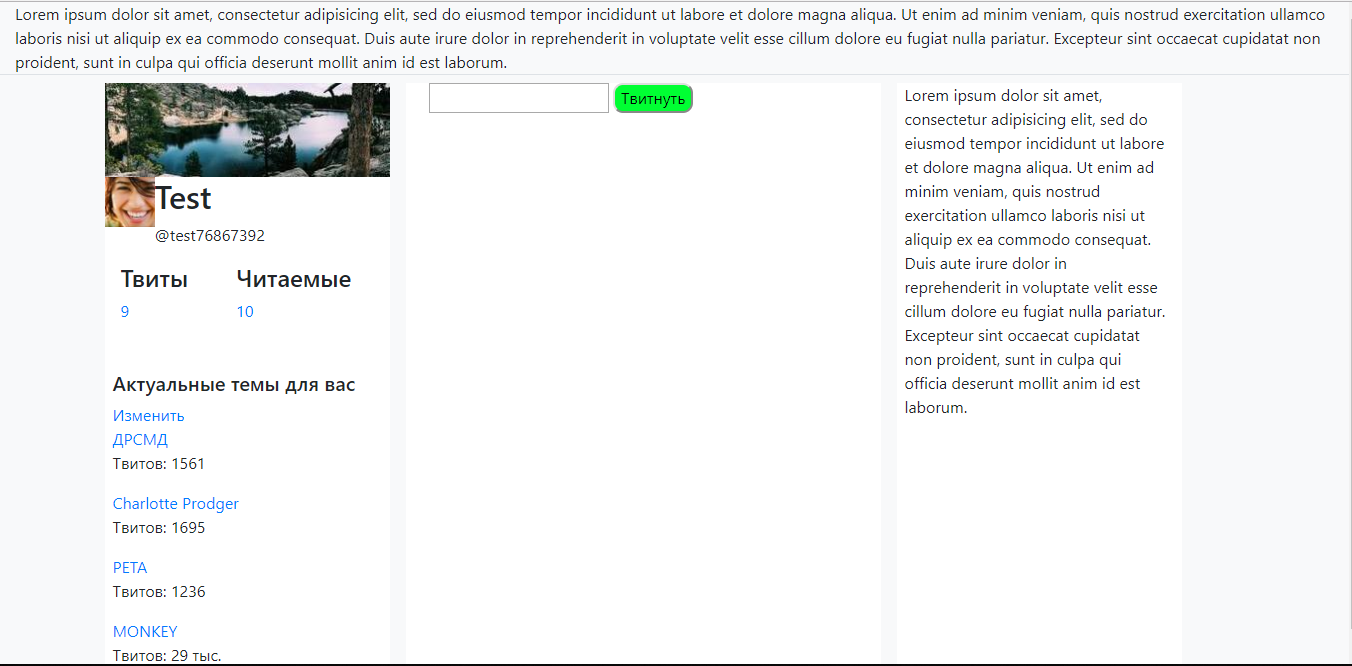 Lorem ipsum dolor sit amet, consectetur adipisicing elit, sed do eiusmod tempor incididunt ut labore et dolore magna aliqua. Ut enim ad minim veniam, quis nostrud exercitation ullamco
laboris nisi ut aliquip ex ea commodo consequat. Duis aute irure dolor in reprehenderit in voluptate velit esse cillum dolore eu fugiat nulla pariatur. Excepteur sint occaecat cupidatat non
proident, sunt in culpa qui officia deserunt mollit anim id est laborum.
Test
@test76867392
Твиты
9
Читаемые
10
Актуальные темы для вас
Изменить
ДРСМД
Твитов: 1561
Charlotte Prodger
Твитов: 1695
PETA
Твитов: 1236
MONKEY
Твитов: 29 тыс.
Твитнуть
Lorem ipsum dolor sit amet,
consectetur adipisicing elit, sed do
eiusmod tempor incididunt ut labore
et dolore magna aliqua. Ut enim ad
minim veniam, quis nostrud
exercitation ullamco laboris nisi ut
aliquip ex ea commodo consequat.
Duis aute irure dolor in
reprehenderit in voluptate velit esse
cillum dolore eu fugiat nulla pariatur.
Excepteur sint occaecat cupidatat
non proident, sunt in culpa qui
officia deserunt mollit anim id est
laborum.